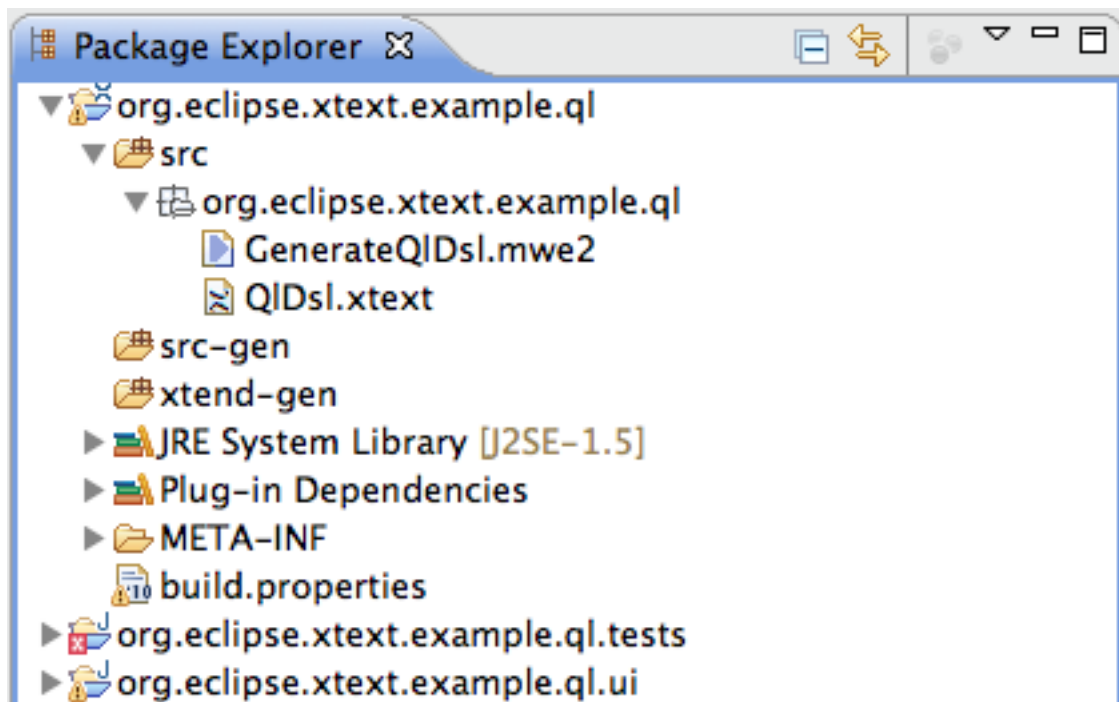 Package Explorer
org.eclipse.xtext.example.ql
src
org.eclipse.xtext.example.ql
GenerateQlDsl.mwe2
QlDsl.xtext
src-gen
xtend-gen
JRE System Library [J2SE-1.5]
Plug-in Dependencies
META-INF
build.properties
org.eclipse.xtext.example.ql.tests
org.eclipse.xtext.example.ql.ui